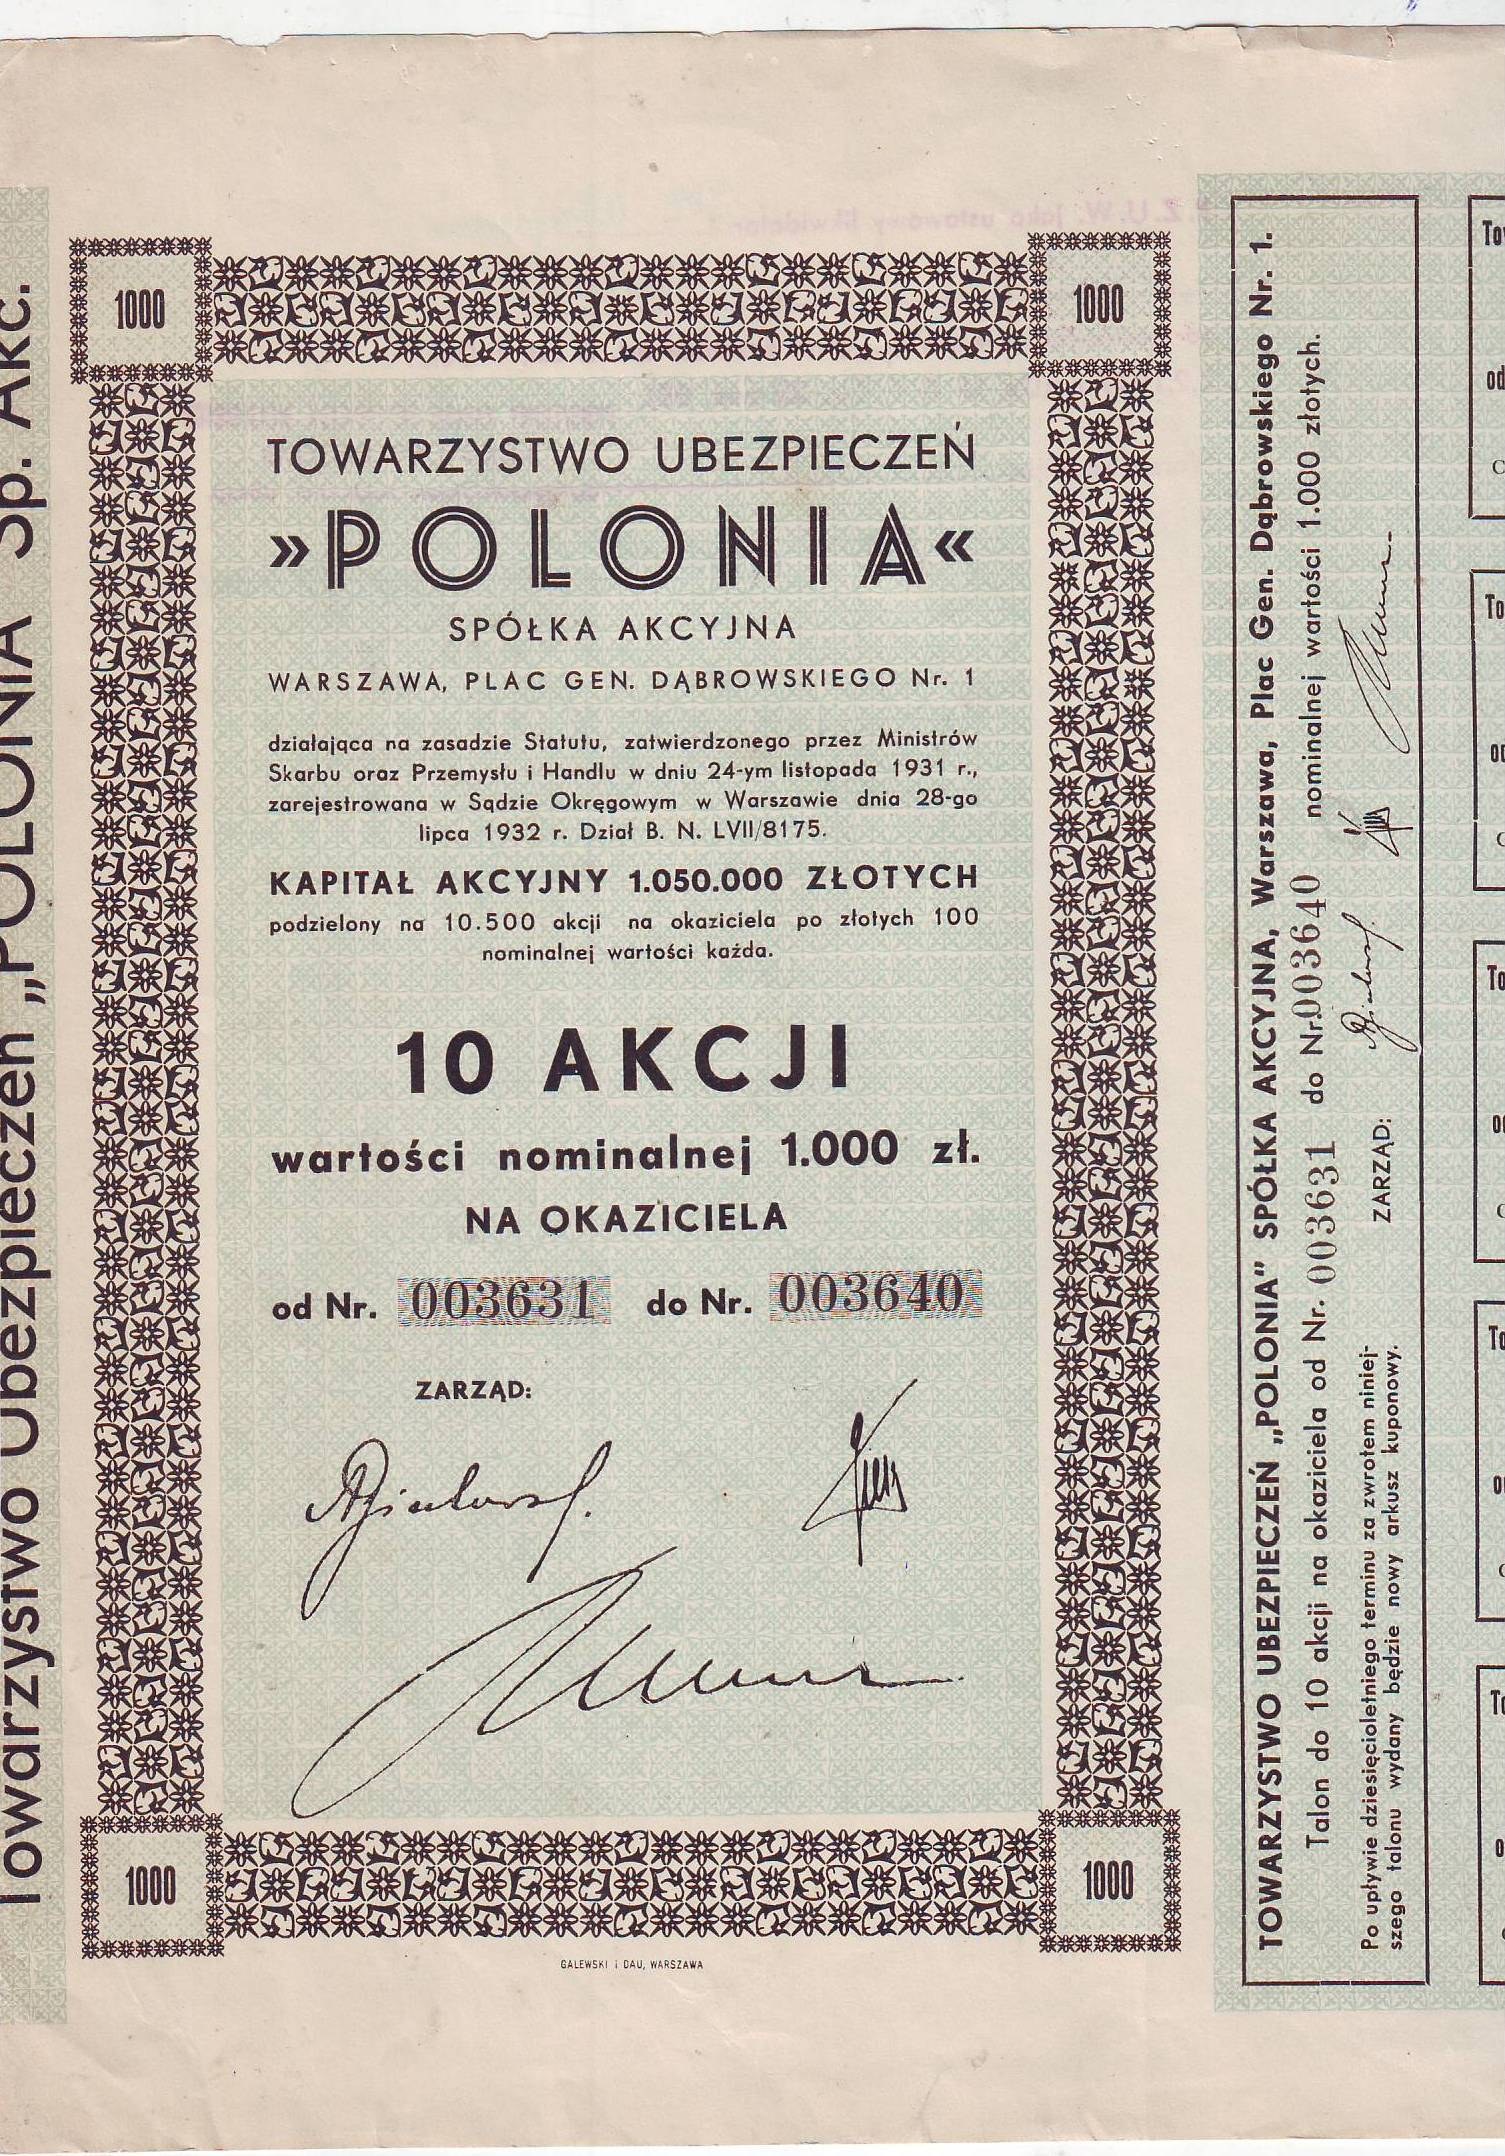 1000
1000
TOWARZYSTWO UBEZPIECZEŃ
»POLONIA«
SPÓŁKA AKCYJNA
WARSZAWA, PLAC GEN. DĄBROWSKIEGO Nr. 1
działająca na zasadzie Statutu, zatwierdzonego przez Ministrów
Skarbu oraz Przemysłu i Handlu w dniu 24-ym listopada 1931 r.,
zarejestrowana w Sądzie Okręgowym w Warszawie dnia 28-go
lipca 1932 r. Dział B. N. LVII/8175.
KAPITAŁ AKCYJNY 1.050.000 ZŁOTYCH
podzielony na 10.500 akcji na okaziciela po złotych 100
nominalnej wartości każda.
10 AKCJI
wartości nominalnej 1.000 zł.
NA OKAZICIELA
od Nr. 003631 do Nr. 003640
ZARZĄD:
1000
1000
GALEWSKI i DAU, WARSZAWA
Towarzystwo Ubezpieczeń „POLONIA Sp. Akc.
TOWARZYSTWO UBEZPIECZEŃ „POLONIA" SPÓŁKA AKCYJNA, Warszawa, Plac Gen. Dąbrowskiego Nr. 1.
Talon do 10 akcji na okaziciela od Nr. 003631 do Nr. 003640 nominalnej wartości 1.000 złotych.
ZARZĄD:
Po upływie dziesięcioletniego terminu za zwrotem niniej-
szego talonu wydany będzie nowy arkusz kuponowy.